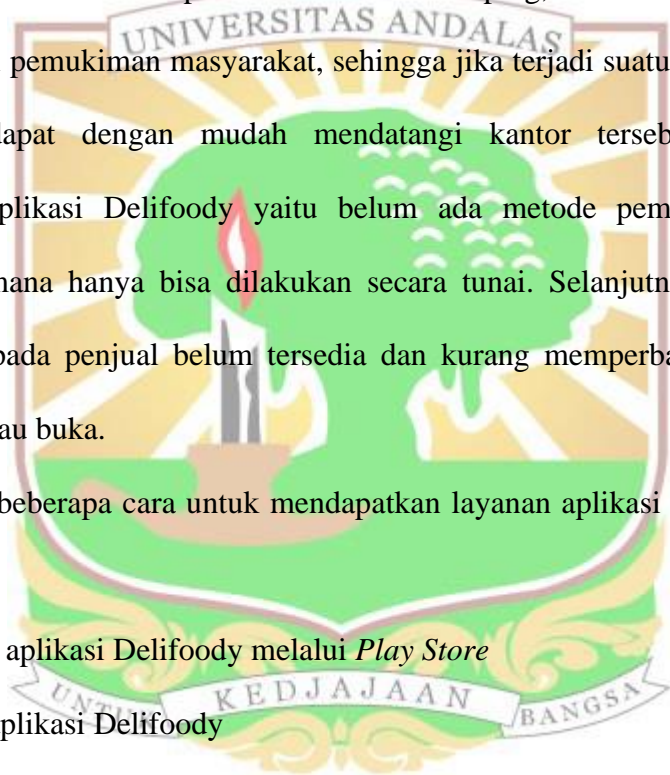 UNIVERSITAS ANDALAS
pemukiman masyarakat, sehingga jika terjadi suatu
dapat dengan mudah mendatangi kantor terseb
plikasi Delifoody yaitu belum ada metode pem
mana hanya bisa dilakukan secara tunai. Selanjutn
pada penjual belum tersedia dan kurang memperba
au buka.
beberapa cara untuk mendapatkan layanan aplikasi
aplikasi Delifoody melalui Play Store
plikasi Delifoody
UNTUK KEDJAJAAN BANGSA